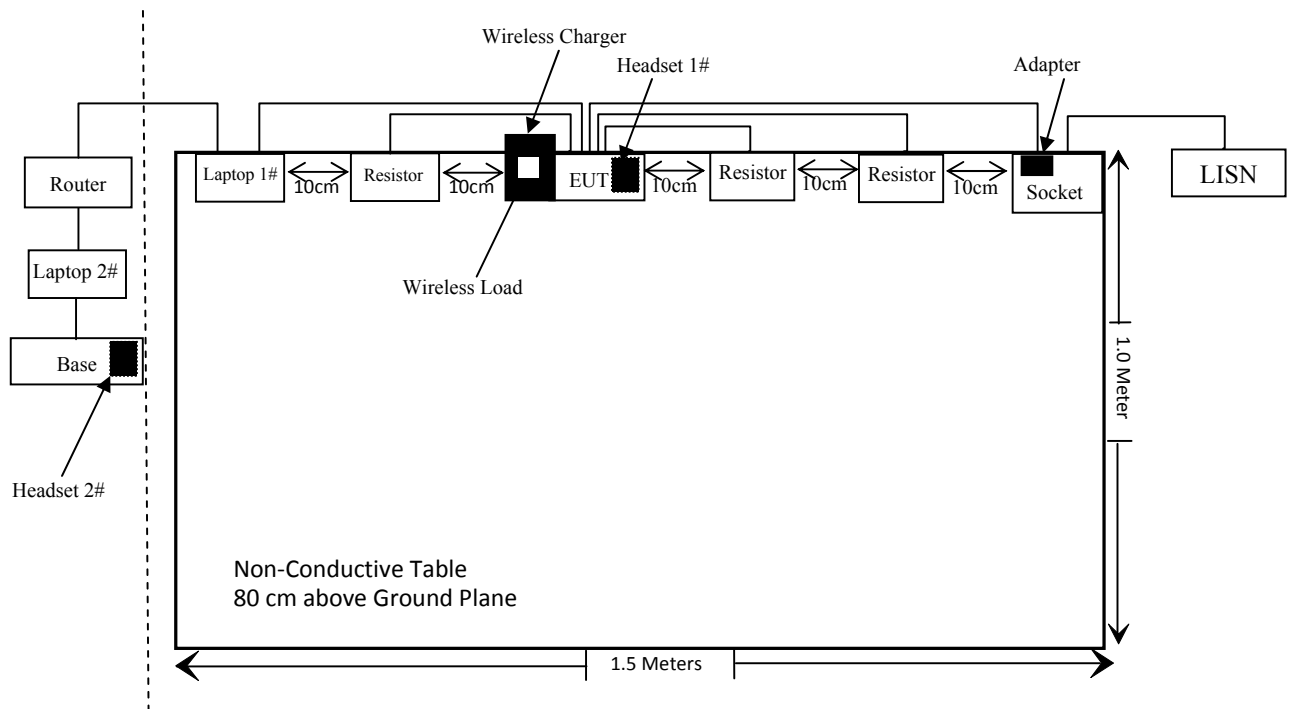 Wireless Charger
Headset 1#
Adapter
Router
Laptop 1#
10cm
Resistor
10cm
EUT
10cm
Resistor
10cm
Resistor
10cm
Socket
LISN
Laptop 2#
Wireless Load
Base
1.0 Meter
Headset 2#
Non-Conductive Table
80 cm above Ground Plane
1.5 Meters